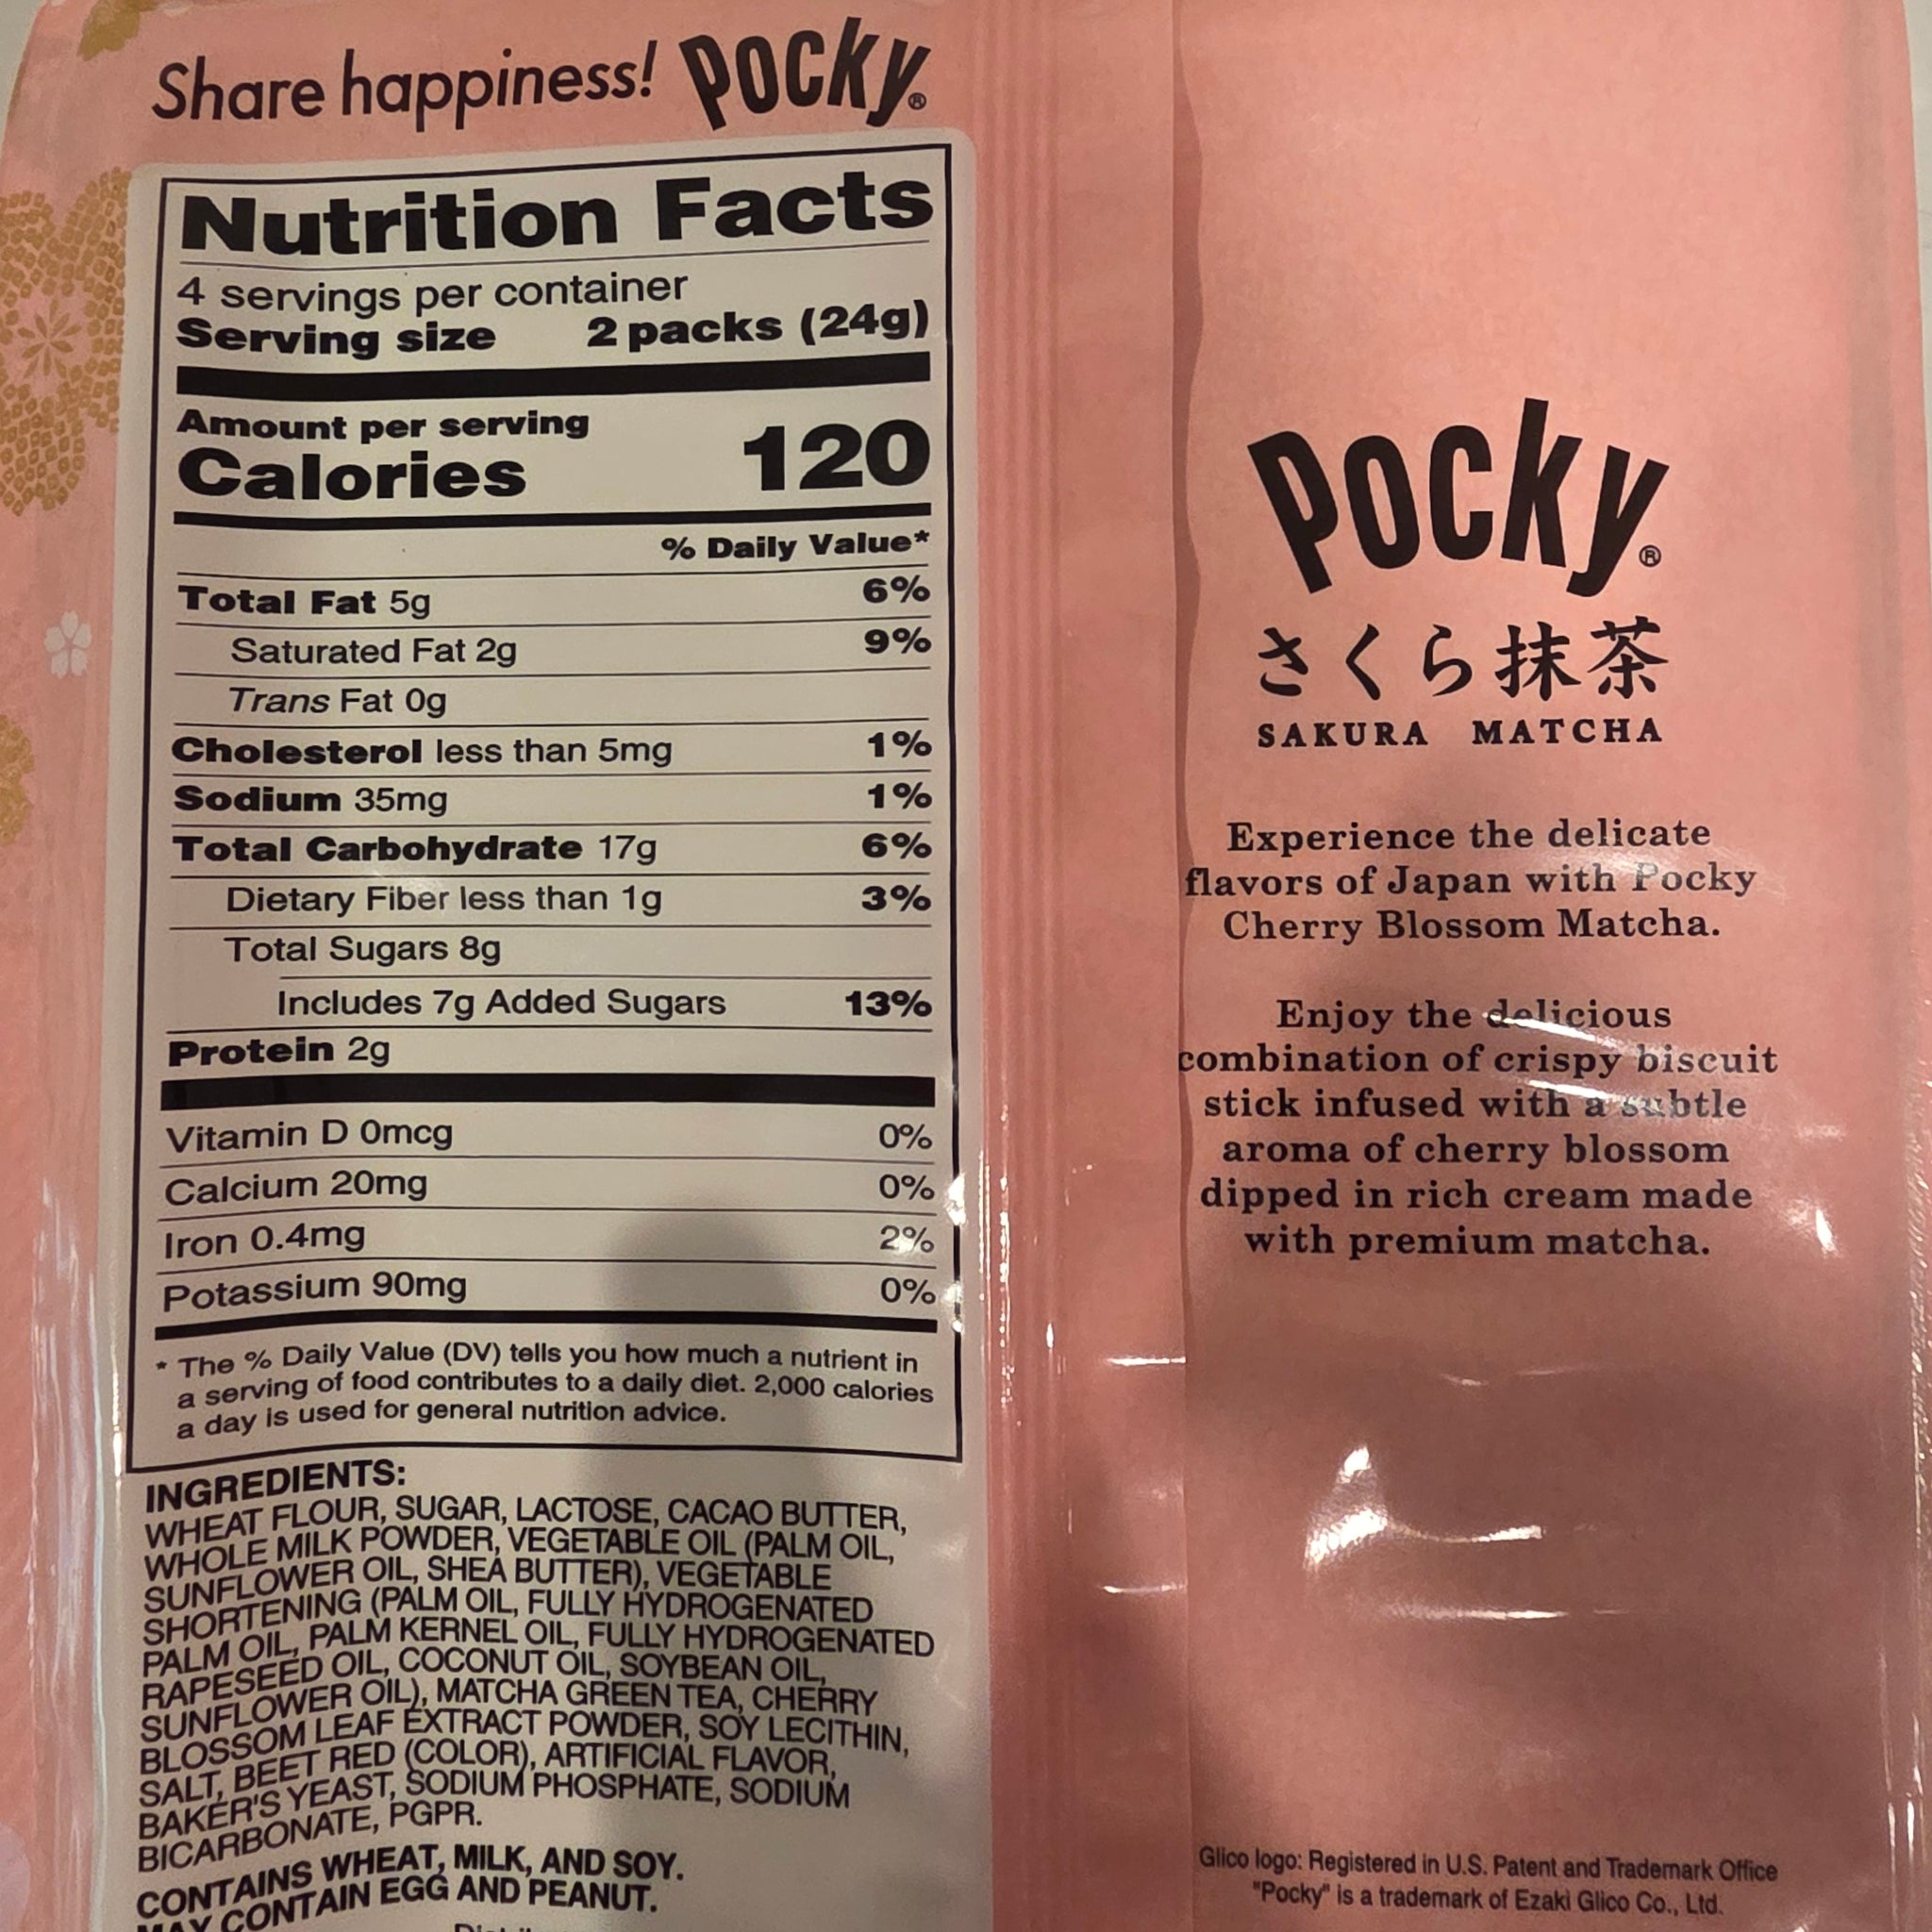 Share happiness! Pocky®
Nutrition Facts
4 servings per container
Serving size 2 packs (24g)
Amount per serving
Calories 120
% Daily Value*
Total Fat 5g 6%
Saturated Fat 2g 9%
Trans Fat 0g
Cholesterol less than 5mg 1%
Sodium 35mg 1%
Total Carbohydrate 17g 6%
Dietary Fiber less than 1g 3%
Total Sugars 8g
Includes 7g Added Sugars 13%
Protein 2g
Vitamin D 0mcg 0%
Calcium 20mg 0%
Iron 0.4mg 2%
Potassium 90mg 0%
* The % Daily Value (DV) tells you how much a nutrient in
a serving of food contributes to a daily diet. 2,000 calories
a day is used for general nutrition advice.
INGREDIENTS:
WHEAT FLOUR, SUGAR, LACTOSE, CACAO BUTTER,
WHOLE MILK POWDER, VEGETABLE OIL (PALM OIL,
SUNFLOWER OIL, SHEA BUTTER), VEGETABLE
SHORTENING (PALM OIL, FULLY HYDROGENATED
PALM OIL, PALM KERNEL OIL, FULLY HYDROGENATED
RAPESEED OIL, COCONUT OIL, SOYBEAN OIL,
SUNFLOWER OIL), MATCHA GREEN TEA, CHERRY
BLOSSOM LEAF EXTRACT POWDER, SOY LECITHIN,
SALT, BEET RED (COLOR), ARTIFICIAL FLAVOR,
BAKER'S YEAST, SODIUM PHOSPHATE, SODIUM
BICARBONATE, PGPR.
CONTAINS WHEAT, MILK, AND SOY.
MAY CONTAIN EGG AND PEANUT.
Pocky®
さくら抹茶
SAKURA MATCHA
Experience the delicate
flavors of Japan with Pocky
Cherry Blossom Matcha.
Enjoy the delicious
combination of crispy biscuit
stick infused with a subtle
aroma of cherry blossom
dipped in rich cream made
with premium matcha.
Glico logo: Registered in U.S. Patent and Trademark Office
"Pocky" is a trademark of Ezaki Glico Co., Ltd.